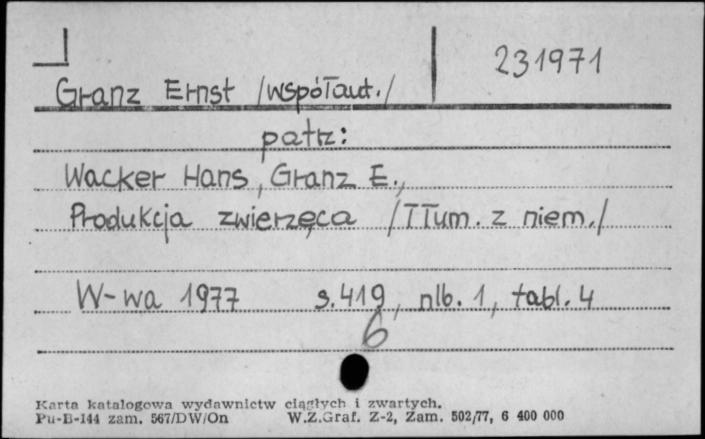 231971
Granz Ernst /współaut./
patrz:
Wacker Hans, Granz E.,
Produkcja zwierzęca /Tłum. z niem./
W-wa 1977 s. 419, nlb. 1, tabl. 4
6
Karta katalogowa wydawnictw ciągłych i zwartych.
Pu-B-144 zam. 567/DW/On W.Z.Graf. Z-2, Zam. 502/77, 6 400 000